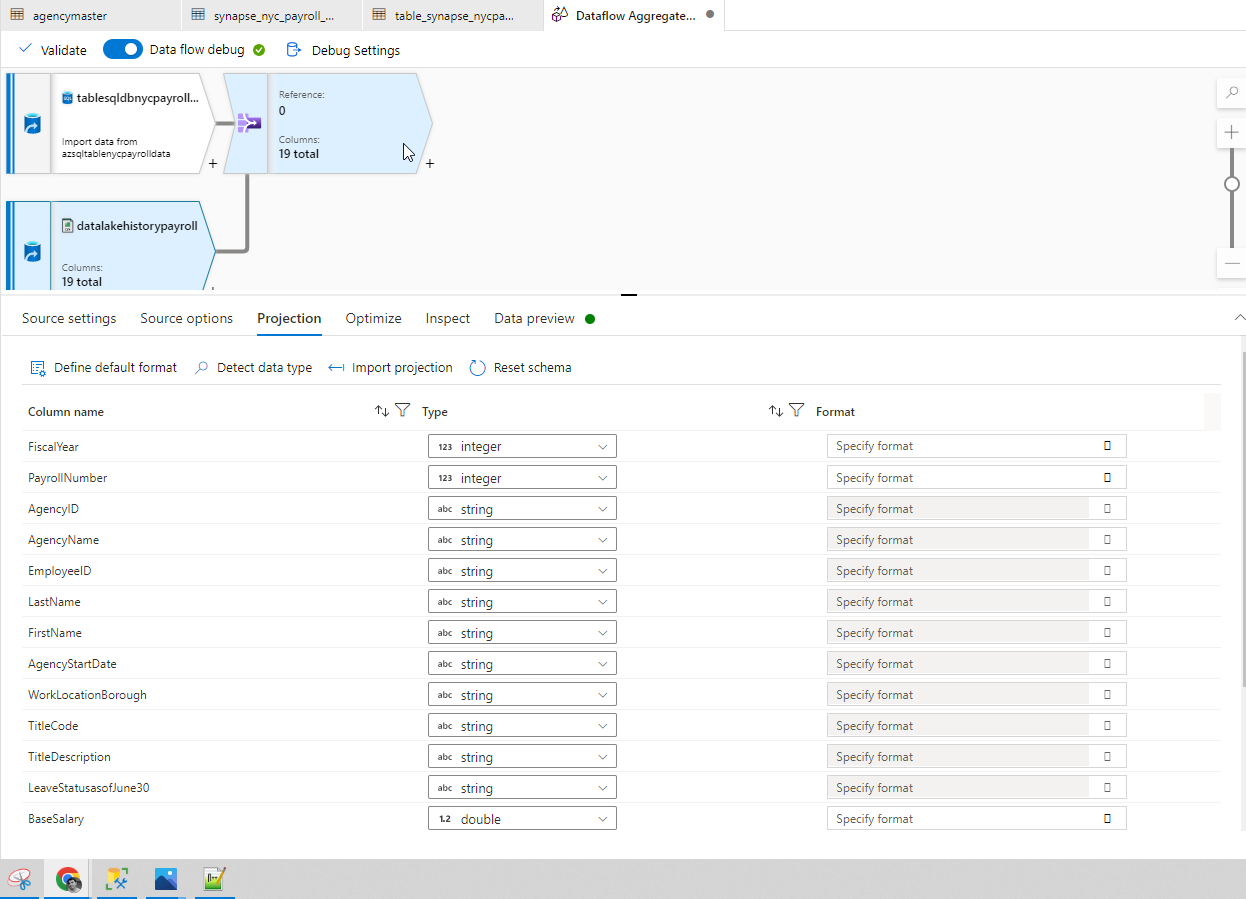 agencymaster
synapse_nyc_payroll_...
table_synapse_nycpa...
Dataflow Aggregate...
Validate
Data flow debug
Debug Settings
tablesqldbnycpayroll...
Import data from
azsqltablenycpayrolldata
+
Reference:
0
Columns:
19 total
+
datalakehistorypayroll
Columns:
19 total
Source settings
Source options
Projection
Optimize
Inspect
Data preview
Define default format
Detect data type
Import projection
Reset schema
Column name
Type
Format
FiscalYear 123 integer Specify format
PayrollNumber 123 integer Specify format
AgencyID abc string Specify format
AgencyName abc string Specify format
EmployeeID abc string Specify format
LastName abc string Specify format
FirstName abc string Specify format
AgencyStartDate abc string Specify format
WorkLocationBorough abc string Specify format
TitleCode abc string Specify format
TitleDescription abc string Specify format
LeaveStatusasofJune30 abc string Specify format
BaseSalary 1.2 double Specify format